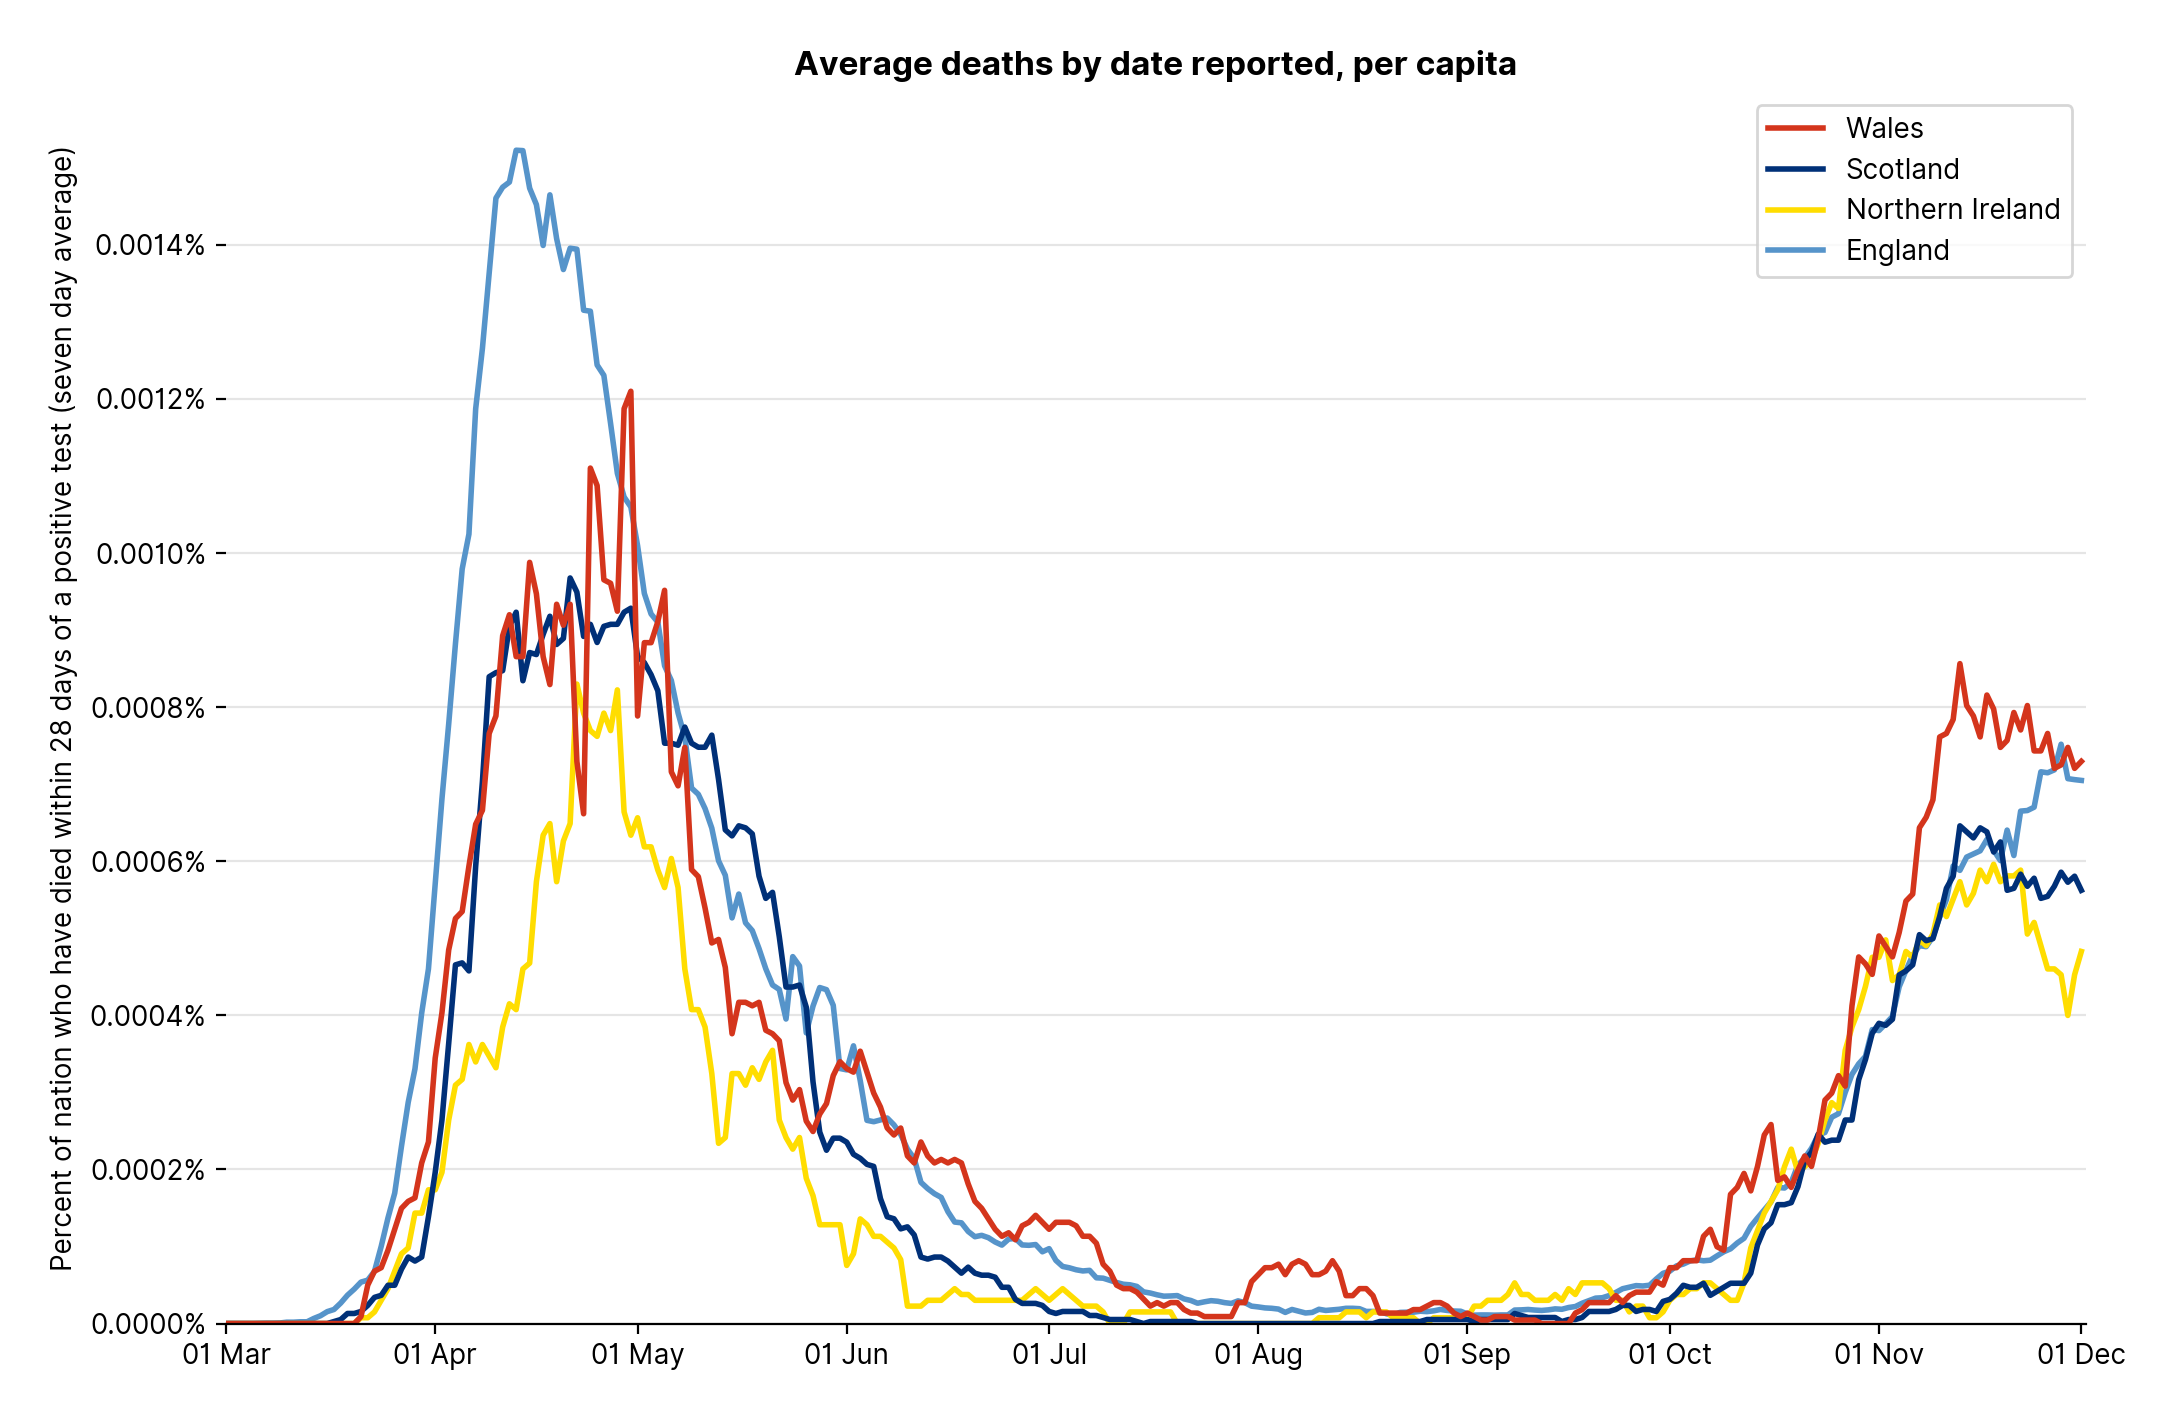 Average deaths by date reported, per capita
Wales
Scotland
Northern Ireland
England
Percent of nation who have died within 28 days of a positive test (seven day average)
0.0014%
0.0012%
0.0010%
0.0008%
0.0006%
0.0004%
0.0002%
0.0000%
01 Mar
01 Apr
01 May
01 Jun
01 Jul
01 Aug
01 Sep
01 Oct
01 Nov
01 Dec